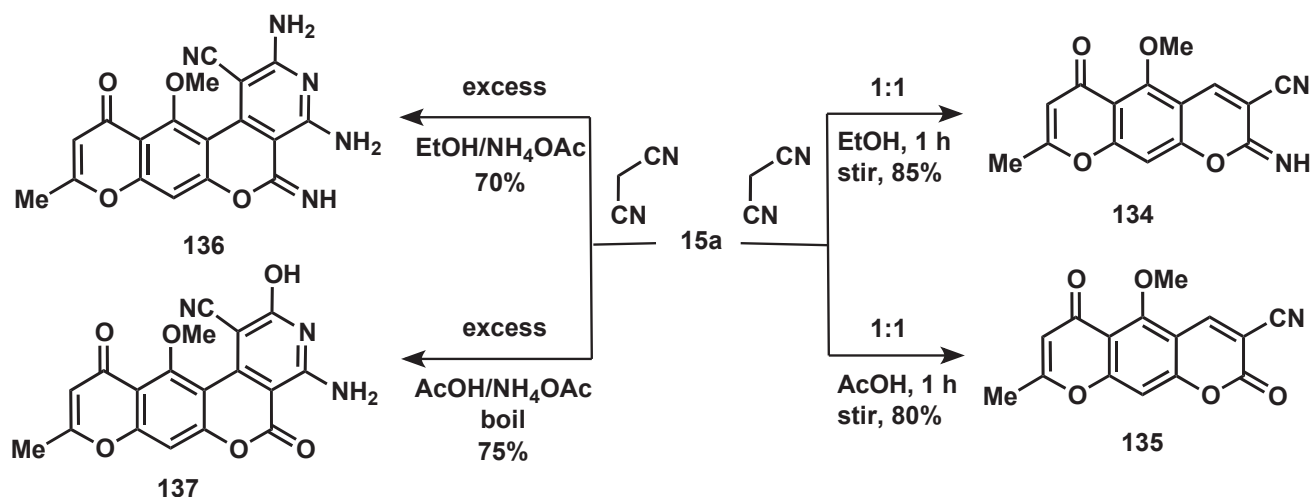 NH2
NC
N
OMe
O
NH2
Me
O
O
NH
136
excess
EtOH/NH4OAc
70%
CN
CN
15a
CN
CN
1:1
EtOH, 1 h
stir, 85%
O
OMe
CN
Me
O
O
NH
134
OH
NC
N
OMe
O
NH2
Me
O
O
O
137
excess
AcOH/NH4OAc
boil
75%
1:1
AcOH, 1 h
stir, 80%
O
OMe
CN
Me
O
O
O
135